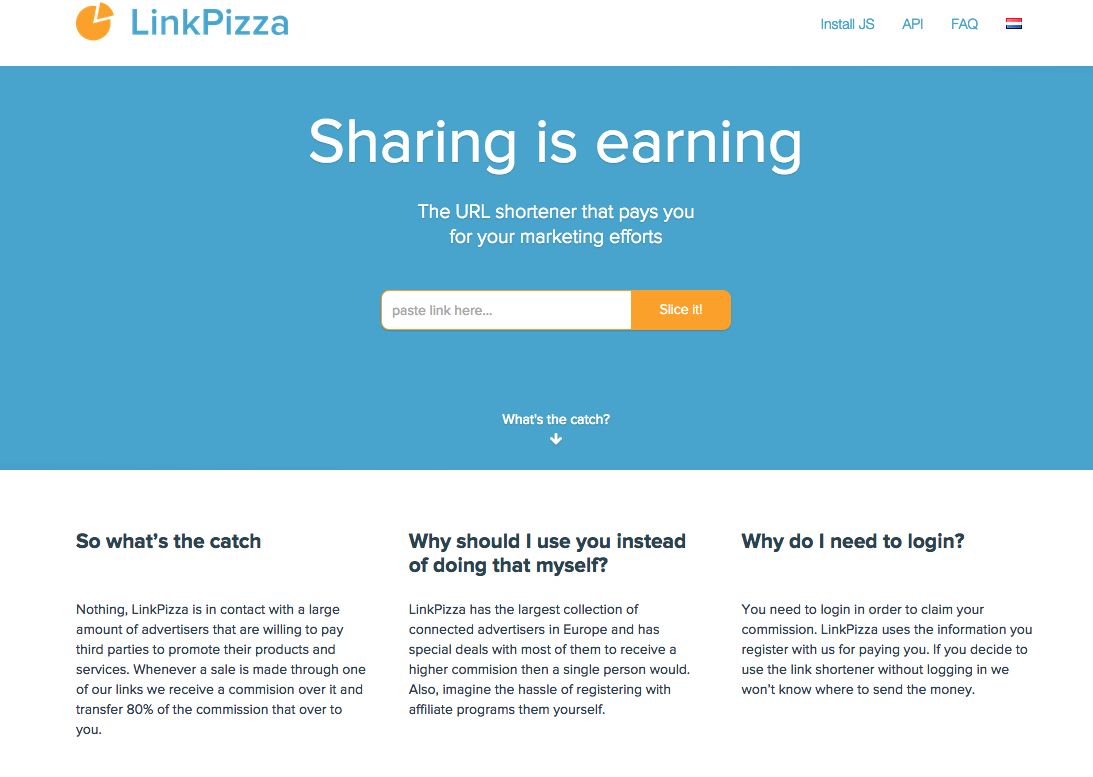 LinkPizza
Install JS
API
FAQ
Sharing is earning
The URL shortener that pays you
for your marketing efforts
paste link here...
Slice it!
What's the catch?
So what's the catch
Nothing, LinkPizza is in contact with a large
amount of advertisers that are willing to pay
third parties to promote their products and
services. Whenever a sale is made through one
of our links we receive a commision over it and
transfer 80% of the commission that over to
you.
Why should I use you instead
of doing that myself?
LinkPizza has the largest collection of
connected advertisers in Europe and has
special deals with most of them to receive a
higher commision then a single person would.
Also, imagine the hassle of registering with
affiliate programs them yourself.
Why do I need to login?
You need to login in order to claim your
commission. LinkPizza uses the information you
register with us for paying you. If you decide to
use the link shortener without logging in we
won't know where to send the money.